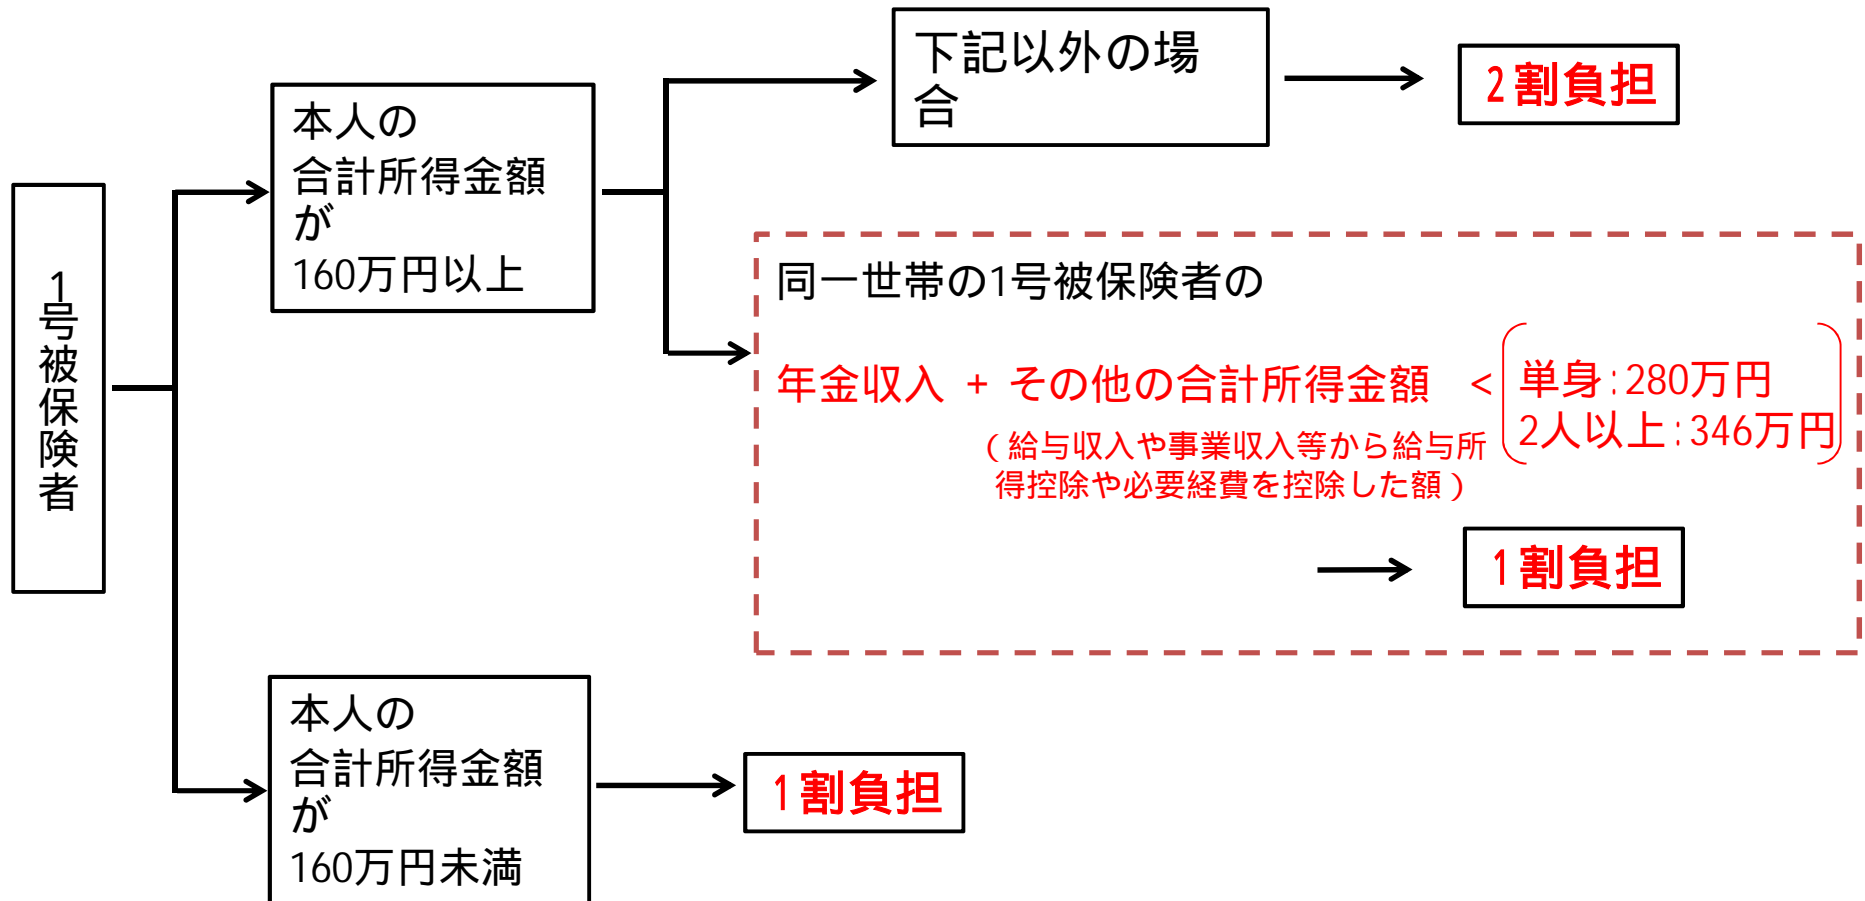 1号被保険者
本人の
合計所得金額
が
160万円以上
下記以外の場
合
2割負担
同一世帯の1号被保険者の
年金収入 + その他の合計所得金額 <
単身:280万円
2人以上:346万円
(給与収入や事業収入等から給与所
得控除や必要経費を控除した額)
1割負担
本人の
合計所得金額
が
160万円未満
1割負担